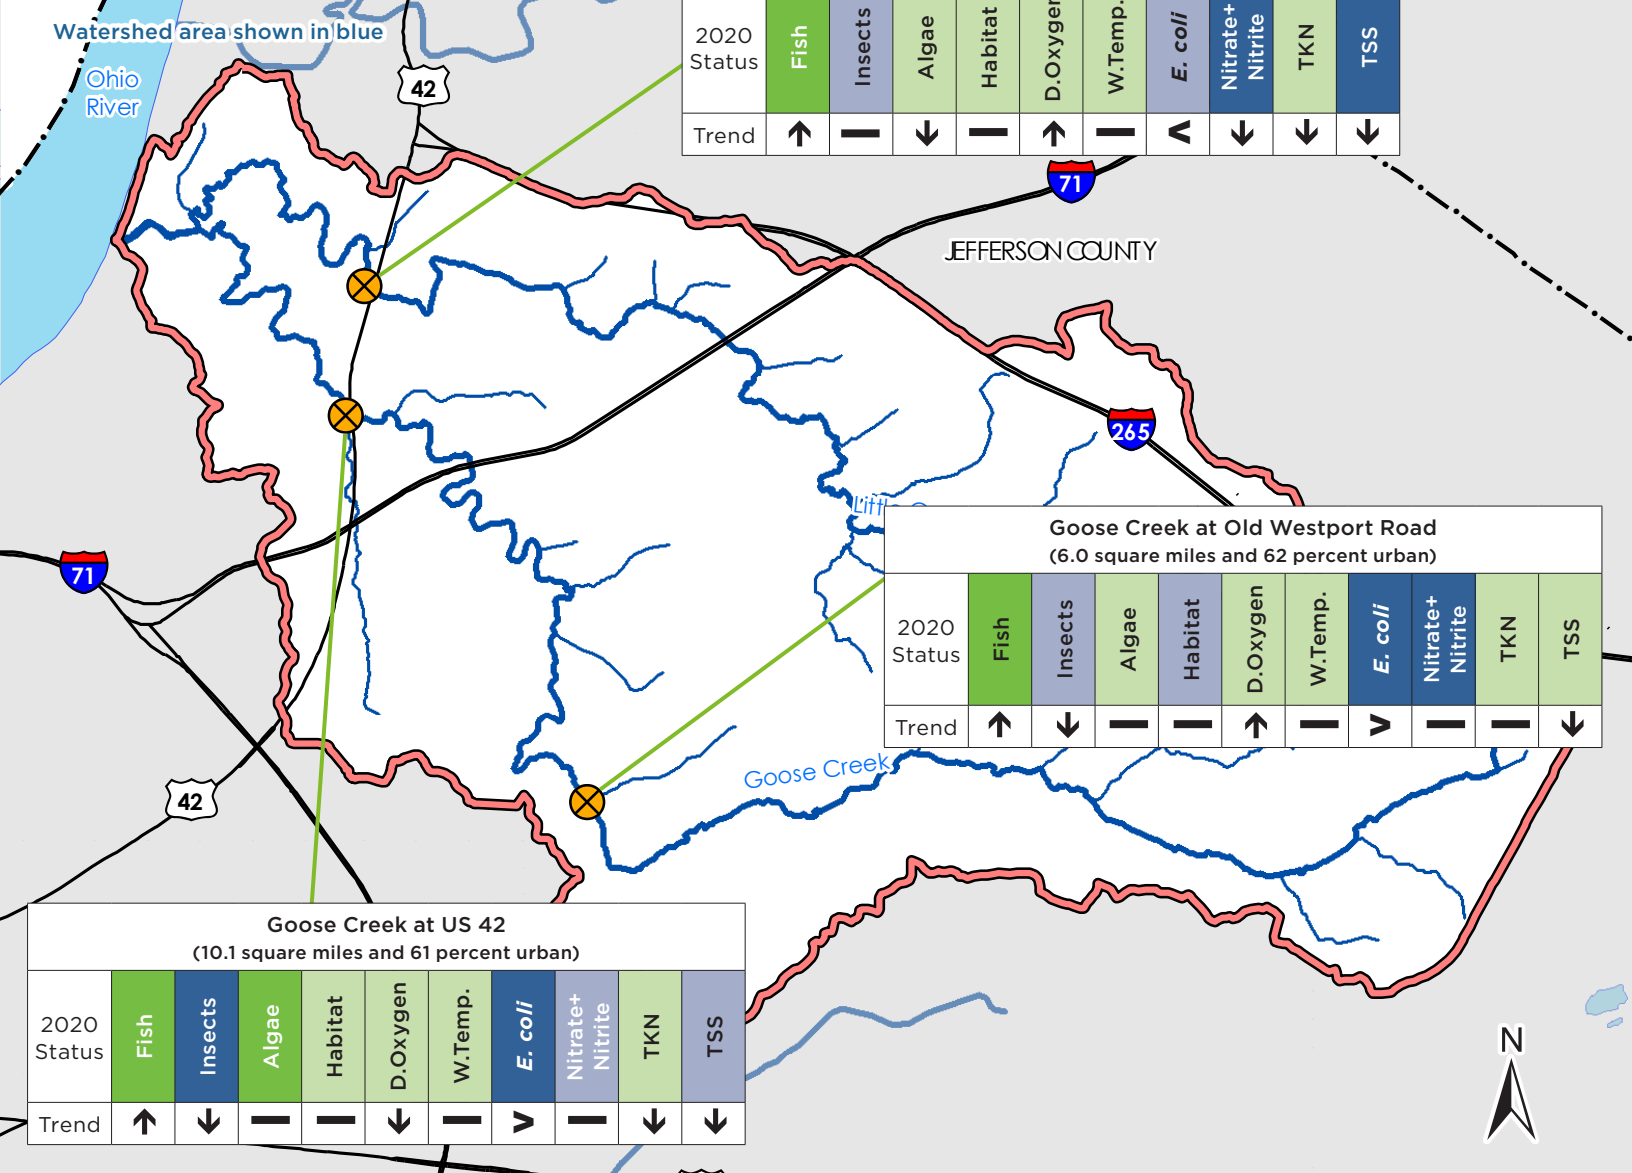 Watershed area shown in blue
Ohio
River
42
2020
Status
Fish
Insects
Algae
Habitat
D.Oxygen
W.Temp.
E. coli
Nitrate+
Nitrite
TKN
TSS
Trend
<
71
JEFFERSON COUNTY
265
Little
Goose Creek at Old Westport Road
(6.0 square miles and 62 percent urban)
2020
Status
Fish
Insects
Algae
Habitat
D.Oxygen
W.Temp.
E. coli
Nitrate+
Nitrite
TKN
TSS
Trend
>
71
42
Goose Creek
Goose Creek at US 42
(10.1 square miles and 61 percent urban)
2020
Status
Fish
Insects
Algae
Habitat
D.Oxygen
W.Temp.
E. coli
Nitrate+
Nitrite
TKN
TSS
Trend
>
N